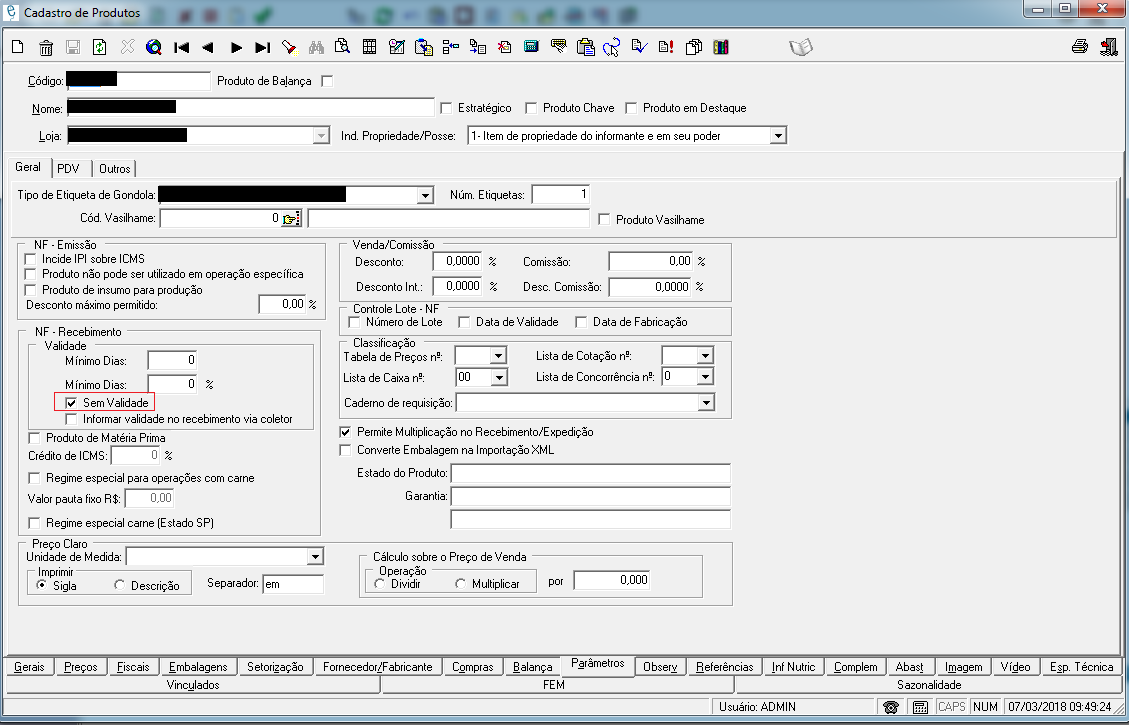 Cadastro de Produtos
Código: Produto de Balança
Nome: Estratégico Produto Chave Produto em Destaque
Loja: Ind. Propriedade/Posse: 1- Item de propriedade do informante e em seu poder
Geral PDV Outros
Tipo de Etiqueta de Gondola: Núm. Etiquetas: 1
Cód. Vasilhame: 0 Produto Vasilhame
NF - Emissão
Incide IPI sobre ICMS
Produto não pode ser utilizado em operação específica
Produto de insumo para produção
Desconto máximo permitido: 0,00 %
Venda/Comissão
Desconto: 0,0000 % Comissão: 0,00 %
Desconto Int.: 0,0000 % Desc. Comissão: 0,0000 %
Controle Lote - NF
Número de Lote Data de Validade Data de Fabricação
NF - Recebimento
Validade
Mínimo Dias: 0
Mínimo Dias: 0 %
Sem Validade
Informar validade no recebimento via coletor
Produto de Matéria Prima
Crédito de ICMS: 0 %
Regime especial para operações com carne
Valor pauta fixo R$: 0,00
Regime especial carne (Estado SP)
Classificação
Tabela de Preços nº: Lista de Cotação nº:
Lista de Caixa nº: 00 Lista de Concorrência nº: 0
Caderno de requisição:
Permite Multiplicação no Recebimento/Expedição
Converte Embalagem na Importação XML
Estado do Produto:
Garantia:
Preço Claro
Unidade de Medida:
Imprimir
Sigla Descrição Separador: em
Cálculo sobre o Preço de Venda
Operação
Dividir Multiplicar por 0,000
Gerais Preços Fiscais Embalagens Setorização Fornecedor/Fabricante Compras Balança Parâmetros Observ Referências Inf Nutric Complem Abast Imagem Vídeo Esp. Técnica
Vinculados FEM Sazonalidade
Usuário: ADMIN CAPS NUM 07/03/2018 09:49:24